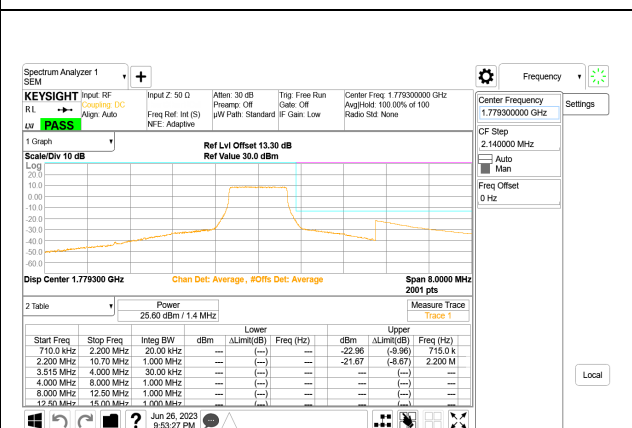 Spectrum Analyzer 1
SEM
+
Frequency
KEYSIGHT
R L
LXI PASS
Input: RF
Coupling: DC
Align: Auto
Input Z: 50 Ω
Freq Ref: Int (S)
NFE: Adaptive
Atten: 30 dB
Preamp: Off
µW Path: Standard
Trig: Free Run
Gate: Off
IF Gain: Low
Center Freq: 1.779300000 GHz
Avg|Hold: 100.00% of 100
Radio Std: None
Center Frequency
1.779300000 GHz
Settings
CF Step
2.140000 MHz
Auto
Man
Freq Offset
0 Hz
1 Graph
Scale/Div 10 dB
Ref Lvl Offset 13.30 dB
Ref Value 30.0 dBm
Log
20.0
10.0
0.00
-10.0
-20.0
-30.0
-40.0
-50.0
-60.0
Disp Center 1.779300 GHz
Chan Det: Average, #Offs Det: Average
Span 8.0000 MHz
2001 pts
2 Table
Power
25.60 dBm / 1.4 MHz
Measure Trace
Trace 1
Lower Upper
Start Freq Stop Freq Integ BW dBm ΔLimit(dB) Freq (Hz) dBm ΔLimit(dB) Freq (Hz)
710.0 kHz 2.200 MHz 20.00 kHz --- (---) --- -22.96 (-9.96) 715.0 k
2.200 MHz 10.70 MHz 1.000 MHz --- (---) --- -21.67 (-8.67) 2.200 M
3.515 MHz 4.000 MHz 30.00 kHz --- (---) --- --- (---) ---
4.000 MHz 8.000 MHz 1.000 MHz --- (---) --- --- (---) ---
8.000 MHz 12.50 MHz 1.000 MHz --- (---) --- --- (---) ---
12.50 MHz 15.00 MHz 1.000 MHz --- (---) --- --- (---) ---
Local
?
Jun 26, 2023
9:53:27 PM